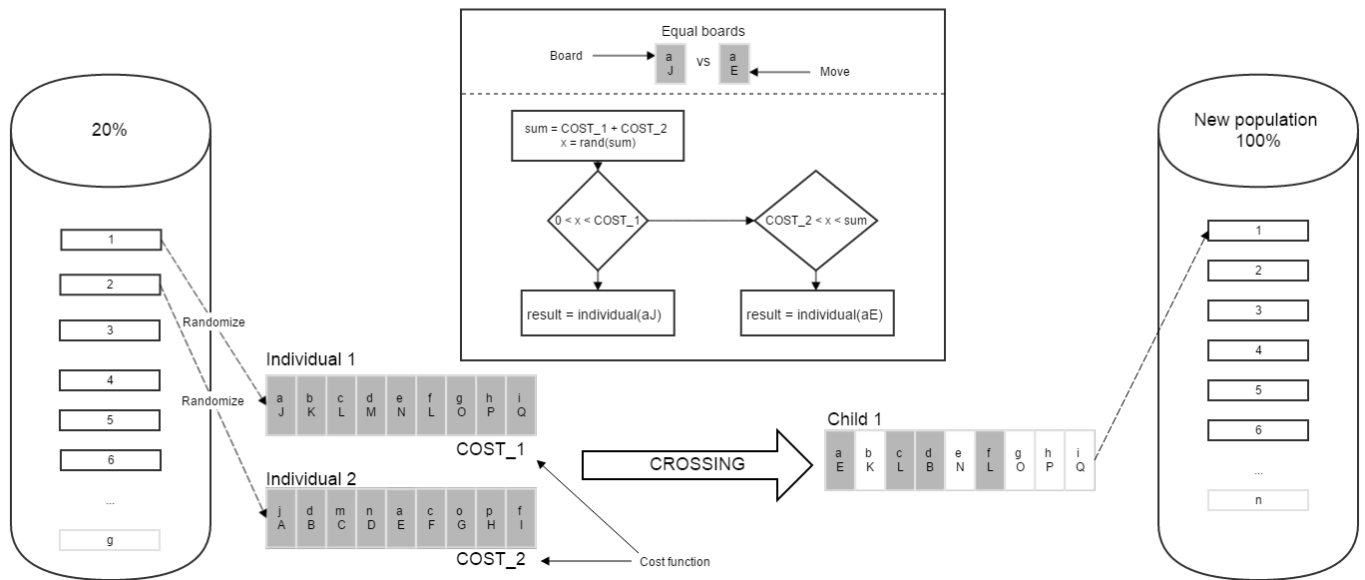 Equal boards
Board
a
J
vs
a
E
Move
sum = COST_1 + COST_2
x = rand(sum)
0 < x < COST_1
COST_2 < x < sum
result = individual(aJ)
result = individual(aE)
20%
1
2
3
4
5
6
...
g
Randomize
Randomize
Individual 1
a b c d e f g h i
J K L M N L O P Q
COST_1
Individual 2
j d m n a c o p f
A B C D E F G H I
COST_2
Cost function
CROSSING
Child 1
a b c d e f g h i
E K L B N L O P Q
New population
100%
1
2
3
4
5
6
...
n